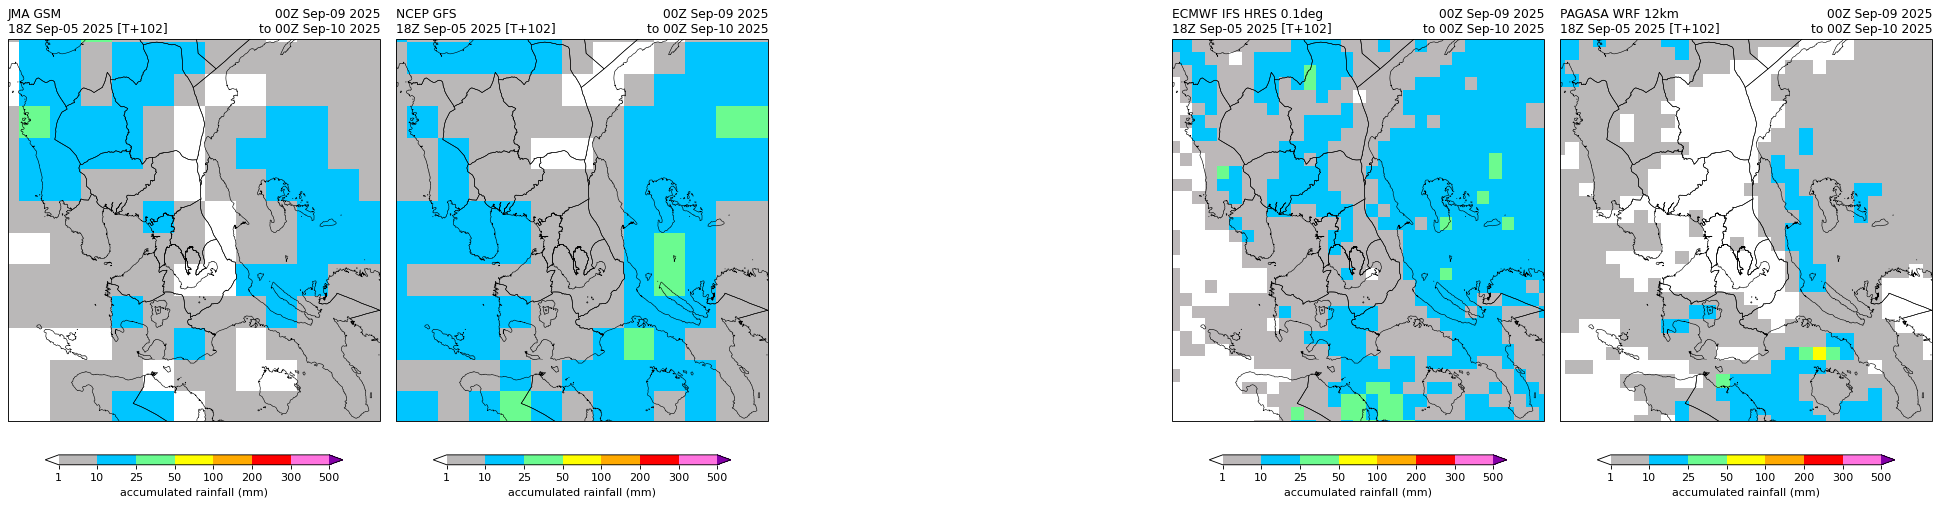 JMA GSM 00Z Sep-09 2025
18Z Sep-05 2025 [T+102] to 00Z Sep-10 2025
1 10 25 50 100 200 300 500
accumulated rainfall (mm)
NCEP GFS 00Z Sep-09 2025
18Z Sep-05 2025 [T+102] to 00Z Sep-10 2025
1 10 25 50 100 200 300 500
accumulated rainfall (mm)
ECMWF IFS HRES 0.1deg 00Z Sep-09 2025
18Z Sep-05 2025 [T+102] to 00Z Sep-10 2025
1 10 25 50 100 200 300 500
accumulated rainfall (mm)
PAGASA WRF 12km 00Z Sep-09 2025
18Z Sep-05 2025 [T+102] to 00Z Sep-10 2025
1 10 25 50 100 200 300 500
accumulated rainfall (mm)